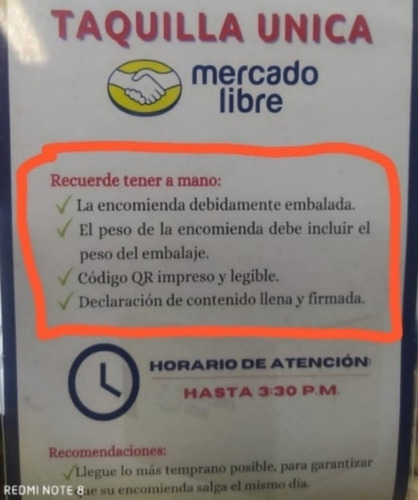 TAQUILLA UNICA
mercado
libre
Recuerde tener a mano:
La encomienda debidamente embalada.
El peso de la encomienda debe incluir el
peso del embalaje.
Código QR impreso y legible.
Declaración de contenido llena y firmada.
HORARIO DE ATENCIÓN:
HASTA 3:30 P.M.
Recomendaciones:
Llegue lo más temprano posible, para garantizar
que su encomienda salga el mismo día.
REDMI NOTE 8